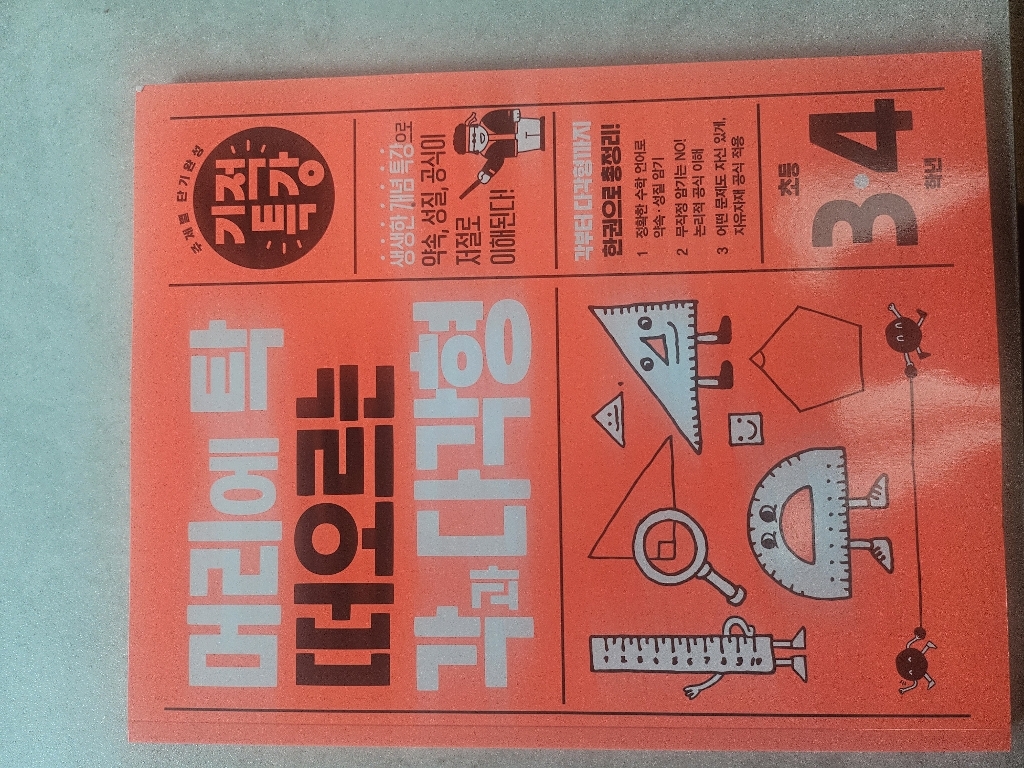 머리에 탁
떠오르는
각과 다각형
주제별 단기완성
기적
특강
생생한 개념 특강으로
약속, 성질, 공식이
저절로
이해된다!
각부터 다각형까지
한권으로 총정리!
1 정확한 수학 언어로
약속·성질 암기
2 무작정 암기는 NO!
논리적 공식 이해
3 어떤 문제도 자신 있게,
자유자재 공식 적용
초등
3·4
학년